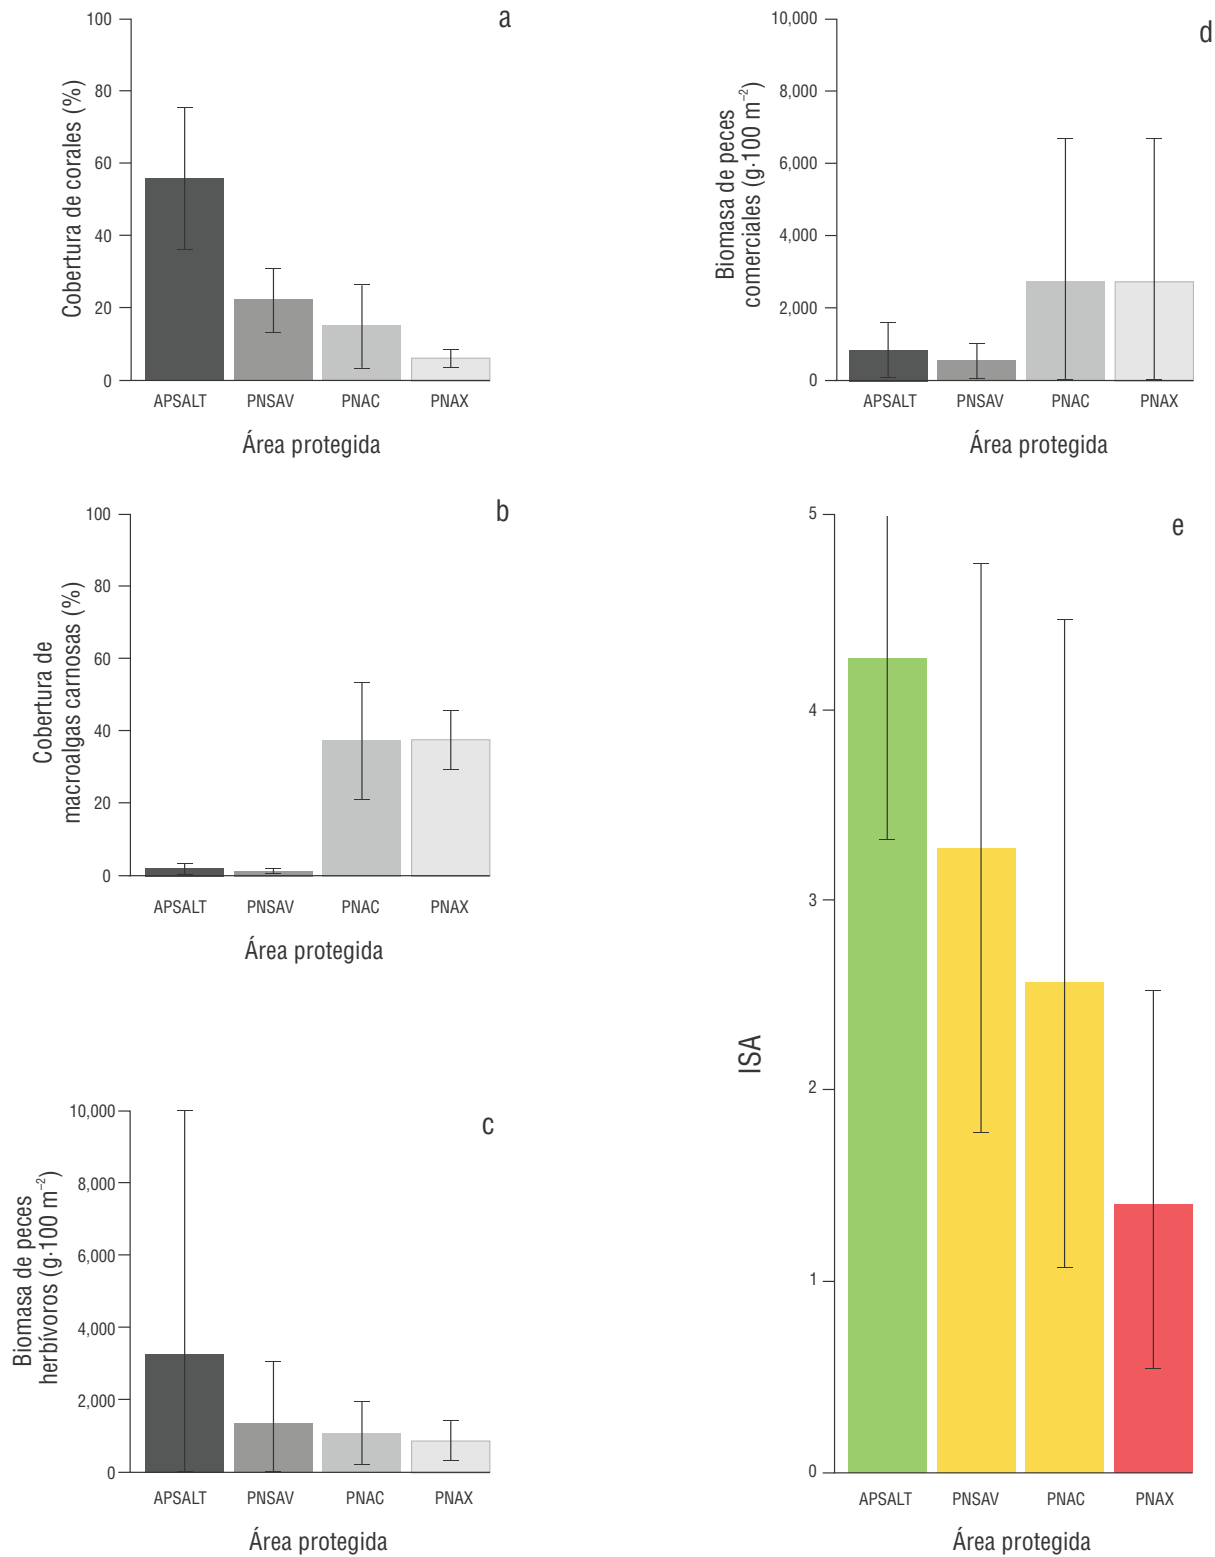 a
Cobertura de corales (%)
100
80
60
40
20
0
APSALT PNSAV PNAC PNAX
Área protegida
b
Cobertura de
macroalgas carnosas (%)
100
80
60
40
20
0
APSALT PNSAV PNAC PNAX
Área protegida
c
Biomasa de peces
herbívoros (g·100 m⁻²)
10,000
8,000
6,000
4,000
2,000
0
APSALT PNSAV PNAC PNAX
Área protegida
d
Biomasa de peces
comerciales (g·100 m⁻²)
10,000
8,000
6,000
4,000
2,000
0
APSALT PNSAV PNAC PNAX
Área protegida
e
ISA
5
4
3
2
1
0
APSALT PNSAV PNAC PNAX
Área protegida